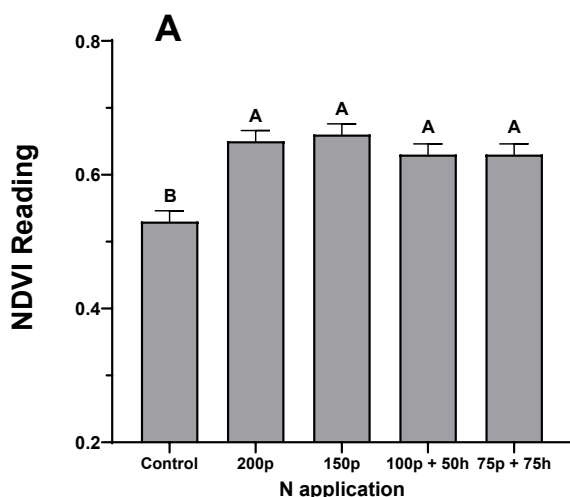 A
0.8
0.6
0.4
0.2
NDVI Reading
B
A
A
A
A
Control 200p 150p 100p + 50h 75p + 75h
N application